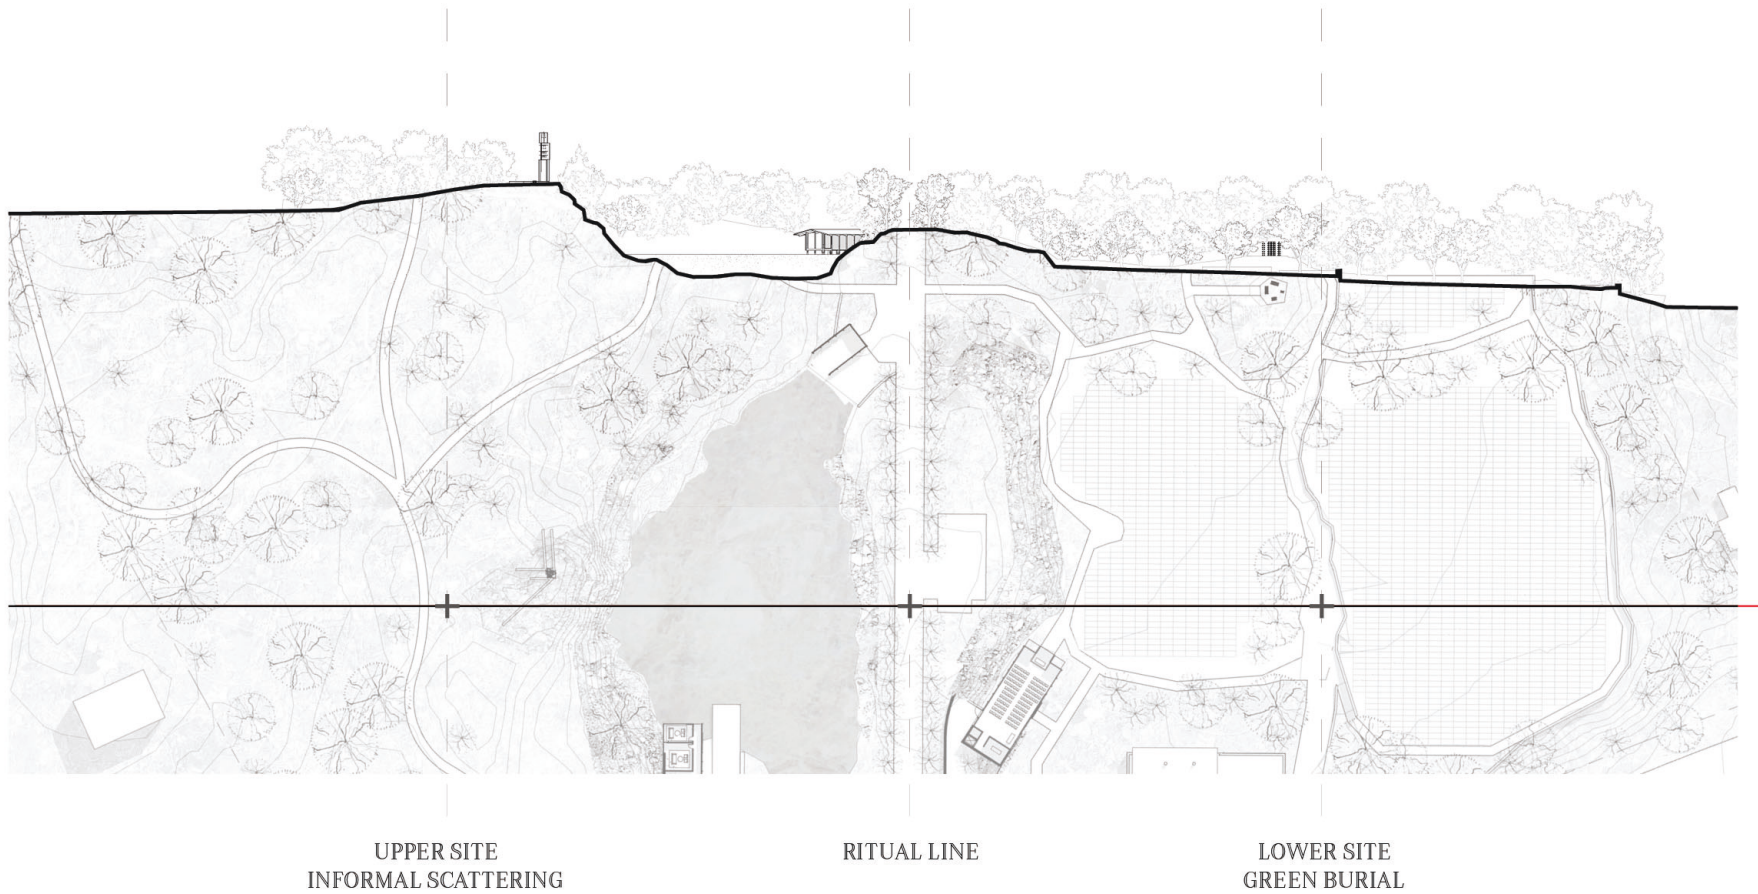 UPPER SITE
INFORMAL SCATTERING
RITUAL LINE
LOWER SITE
GREEN BURIAL